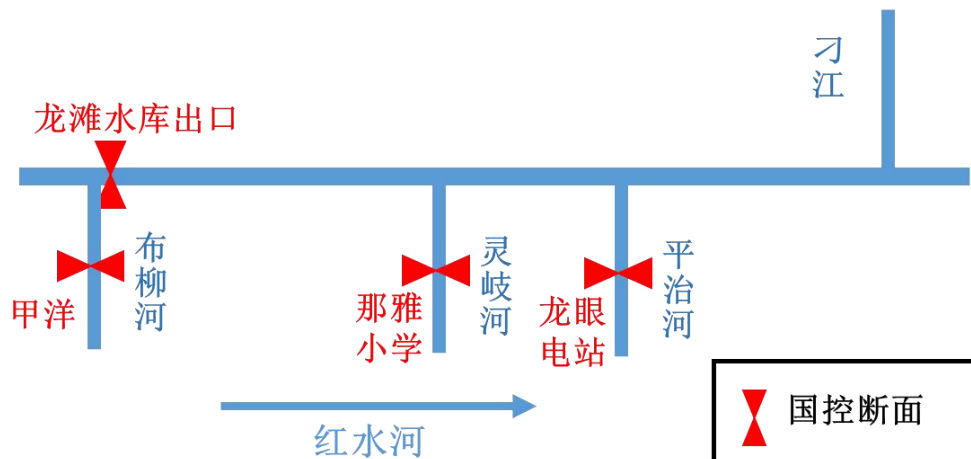 刁江
龙滩水库出口
布柳河
甲洋
灵岐河
那雅
小学
平治河
龙眼
电站
红水河
国控断面